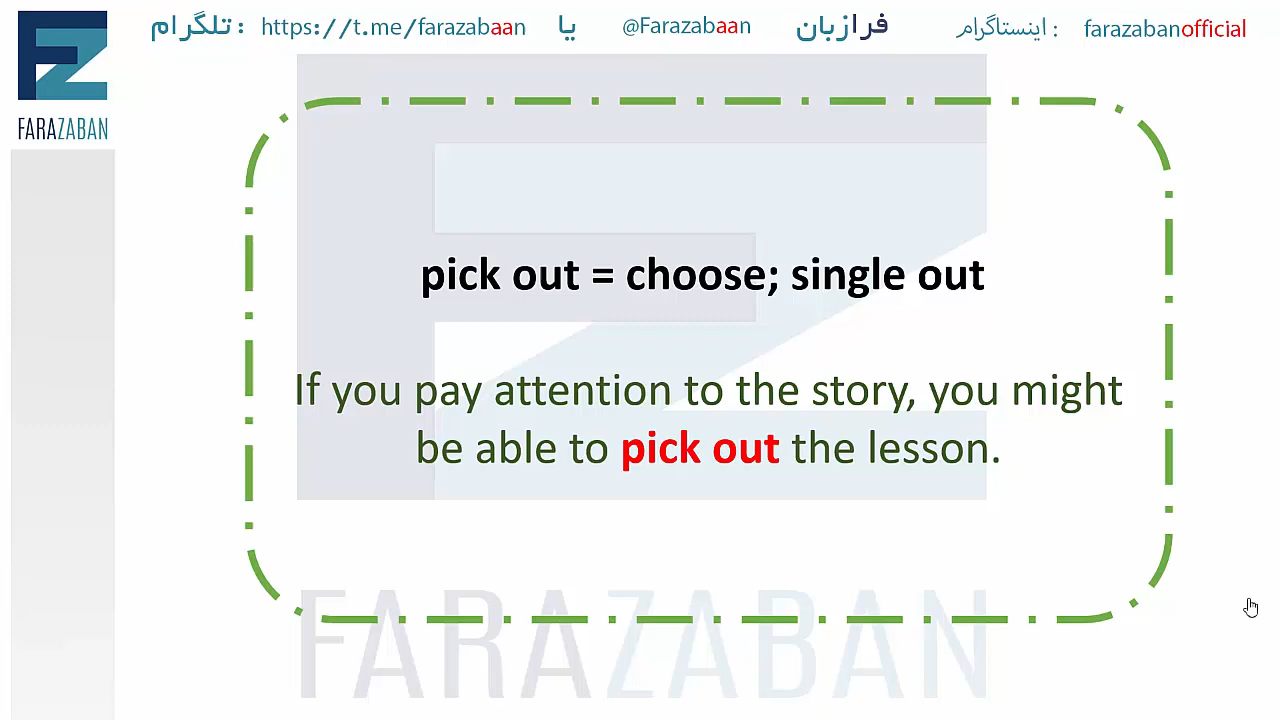 تلگرام : https://t.me/farazabaan یا @Farazabaan فرازبان اینستاگرام : farazabanofficial
FZ
FARAZABAN
pick out = choose; single out
If you pay attention to the story, you might
be able to pick out the lesson.
FARAZABAN